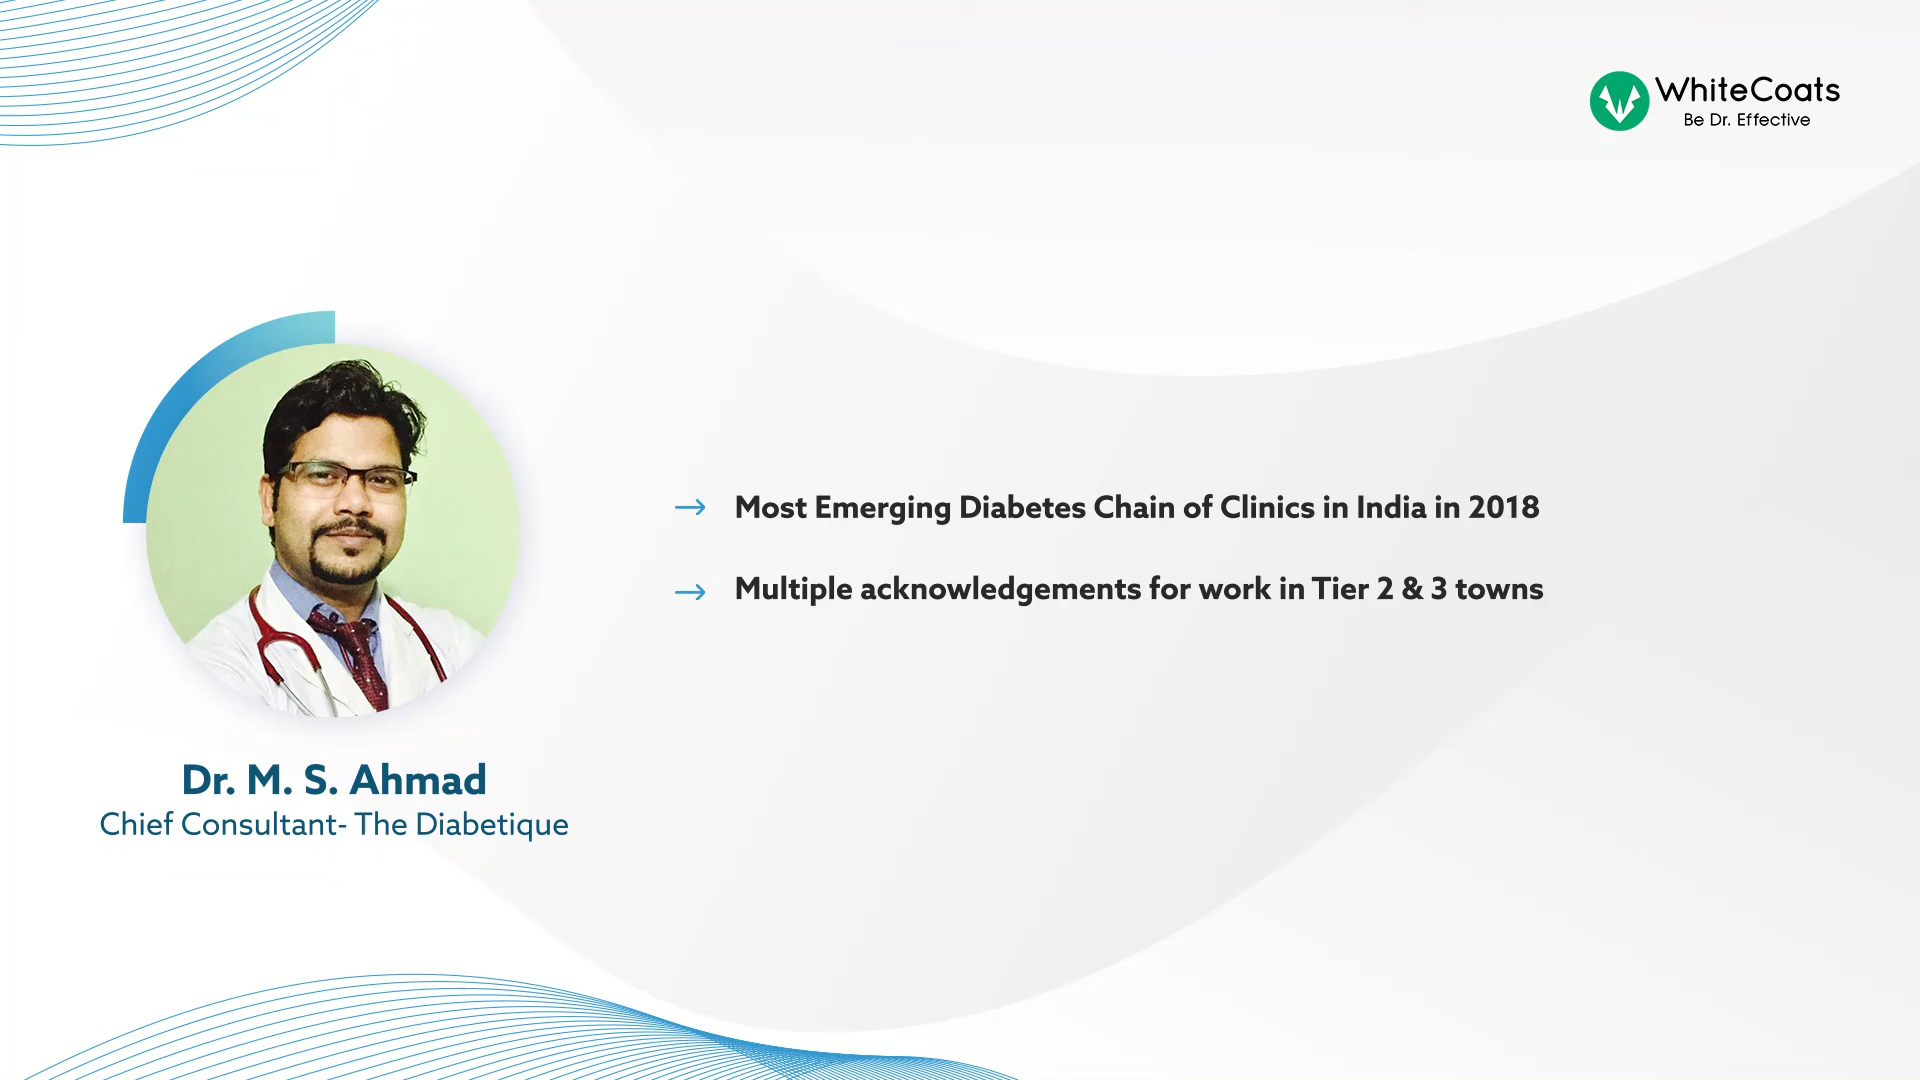 WhiteCoats
Be Dr. Effective
Most Emerging Diabetes Chain of Clinics in India in 2018
Multiple acknowledgements for work in Tier 2 & 3 towns
Dr. M. S. Ahmad
Chief Consultant- The Diabetique